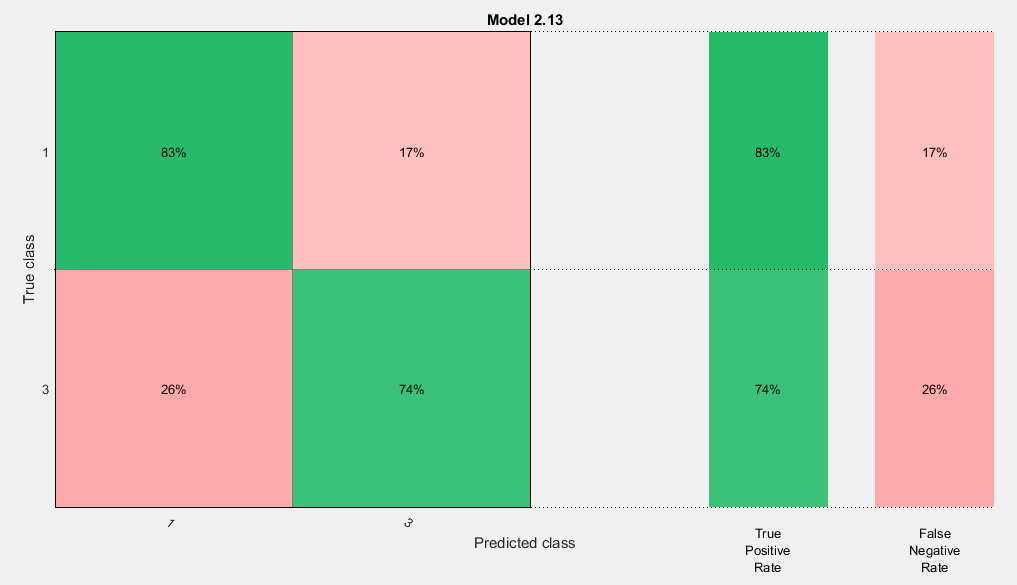 Model 2.13
1
83%
17%
83%
17%
True class
3
26%
74%
74%
26%
1
3
Predicted class
True
Positive
Rate
False
Negative
Rate